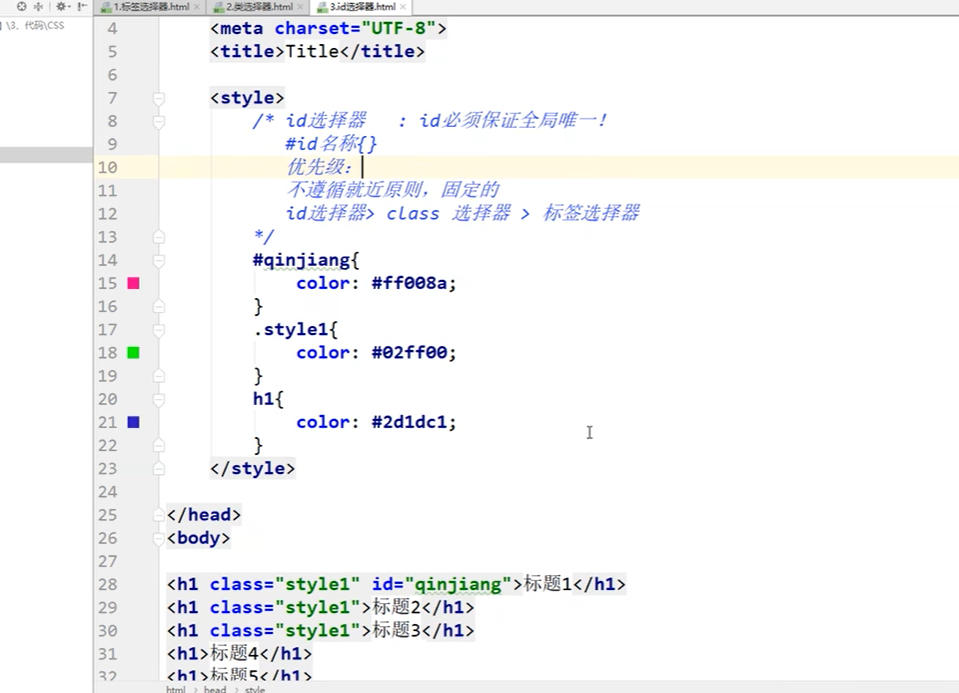 1.标签选择器.html 2.类选择器.html 3.id选择器.html
\3、代码\CSS
4 <meta charset="UTF-8">
5 <title>Title</title>
6
7 <style>
8 /* id选择器 : id必须保证全局唯一!
9 #id名称{}
10 优先级:
11 不遵循就近原则，固定的
12 id选择器> class 选择器 > 标签选择器
13 */
14 #qinjiang{
15 color: #ff008a;
16 }
17 .style1{
18 color: #02ff00;
19 }
20 h1{
21 color: #2d1dc1;
22 }
23 </style>
24
25 </head>
26 <body>
27
28 <h1 class="style1" id="qinjiang">标题1</h1>
29 <h1 class="style1">标题2</h1>
30 <h1 class="style1">标题3</h1>
31 <h1>标题4</h1>
32 <h1>标题5</h1>
html › head › style